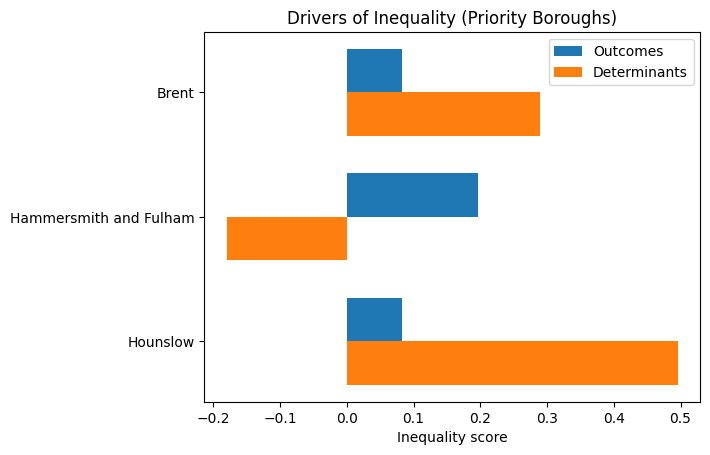 Drivers of Inequality (Priority Boroughs)
Outcomes
Determinants
Brent
Hammersmith and Fulham
Hounslow
−0.2 −0.1 0.0 0.1 0.2 0.3 0.4 0.5
Inequality score